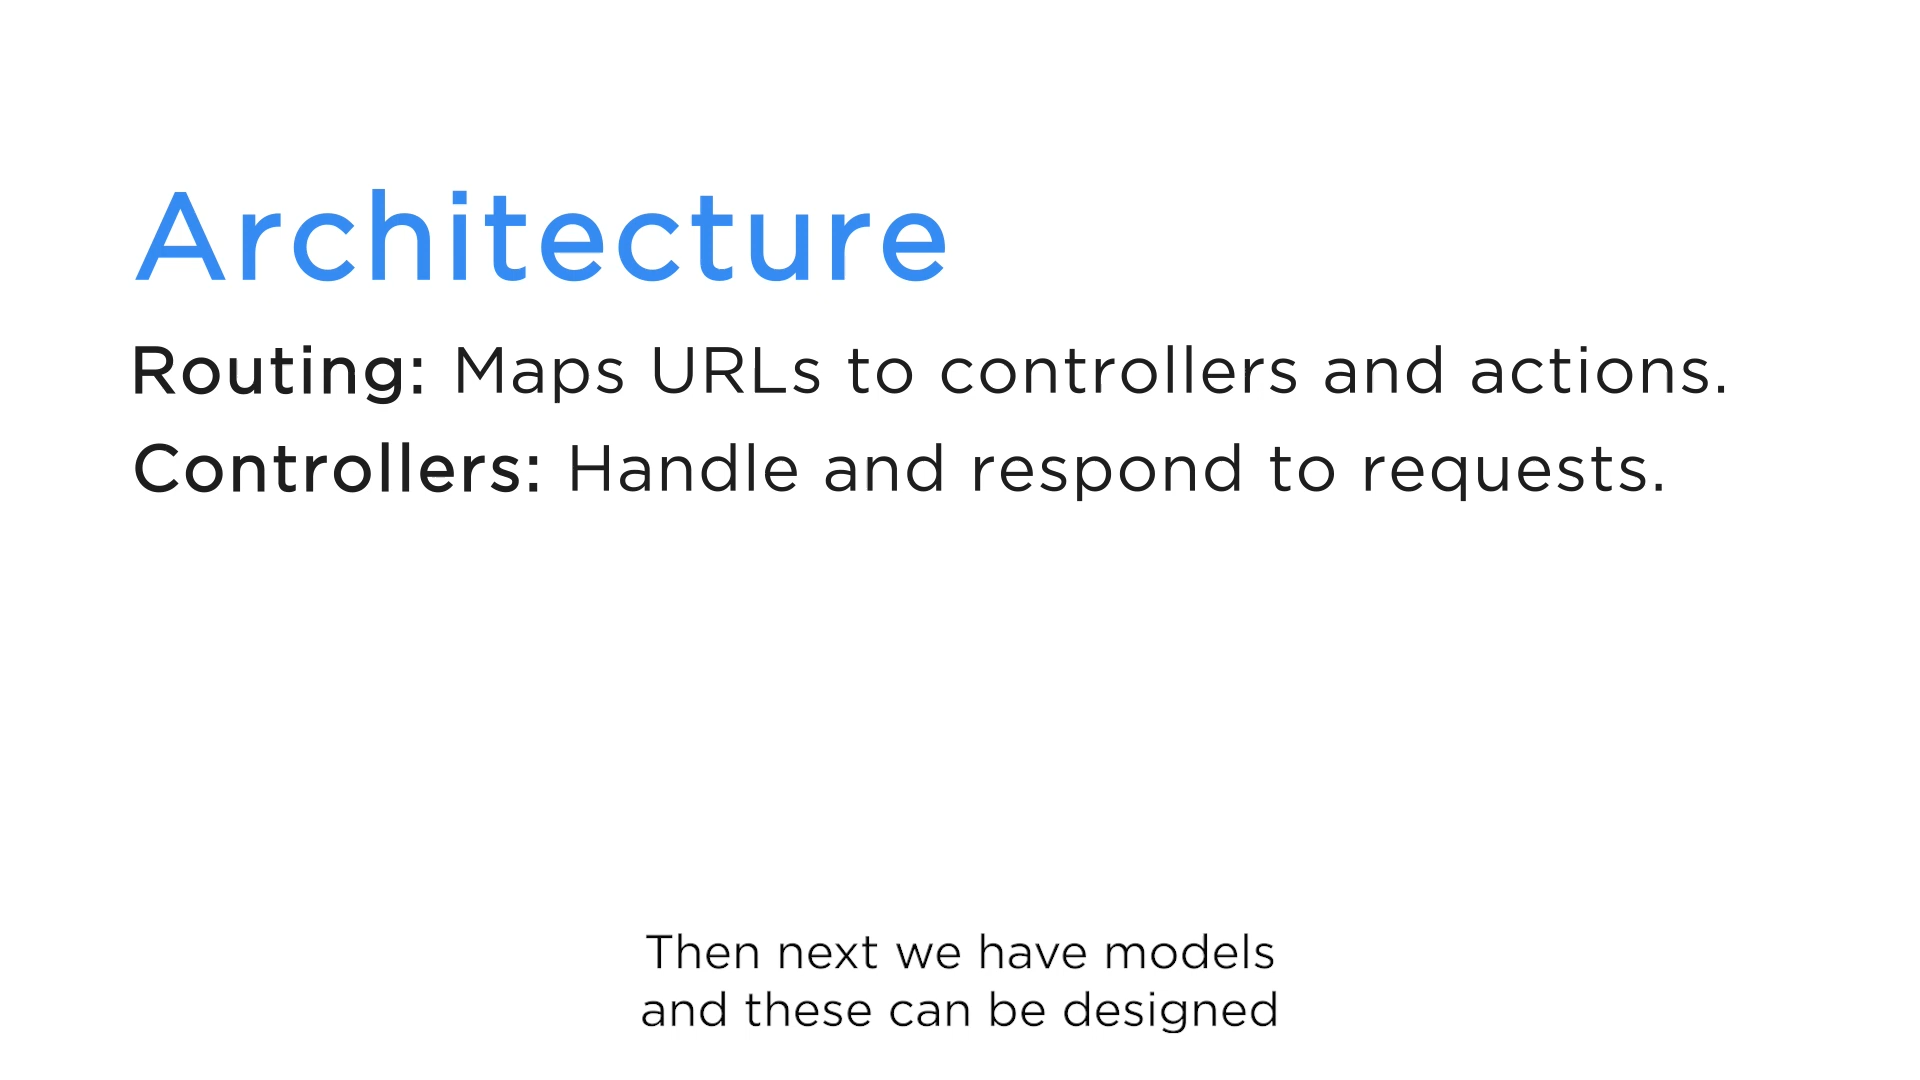 Architecture
Routing: Maps URLs to controllers and actions.
Controllers: Handle and respond to requests.
Then next we have models
and these can be designed